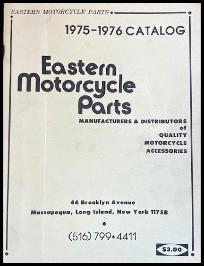 EASTERN MOTORCYCLE PARTS
1975-1976 CATALOG
Eastern
Motorcycle
Parts
MANUFACTURERS & DISTRIBUTORS
of
QUALITY
MOTORCYCLE
ACCESSORIES
44 Brooklyn Avenue
Massapequa, Long Island, New York 11758
(516) 799-4411
$3.00